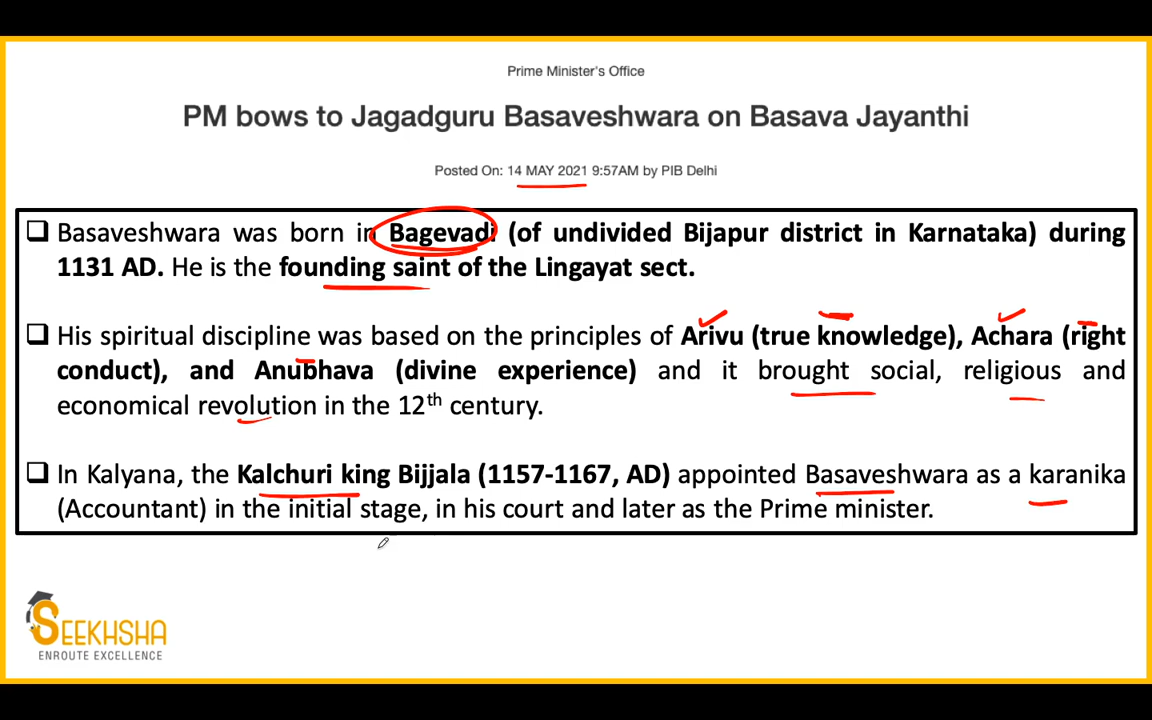 Prime Minister's Office
PM bows to Jagadguru Basaveshwara on Basava Jayanthi
Posted On: 14 MAY 2021 9:57AM by PIB Delhi
❑ Basaveshwara was born in Bagevadi (of undivided Bijapur district in Karnataka) during
1131 AD. He is the founding saint of the Lingayat sect.
❑ His spiritual discipline was based on the principles of Arivu (true knowledge), Achara (right
conduct), and Anubhava (divine experience) and it brought social, religious and
economical revolution in the 12th century.
❑ In Kalyana, the Kalchuri king Bijjala (1157-1167, AD) appointed Basaveshwara as a karanika
(Accountant) in the initial stage, in his court and later as the Prime minister.
SEEKHSHA
ENROUTE EXCELLENCE